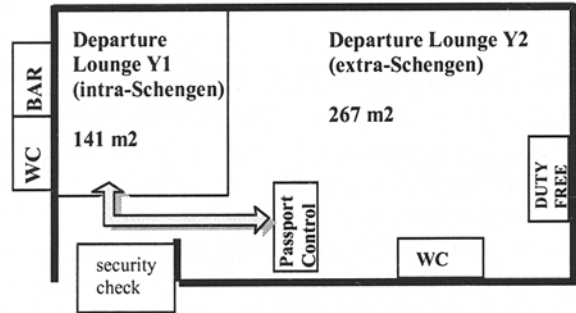 Departure
Lounge Y1
(intra-Schengen)
141 m2
Departure Lounge Y2
(extra-Schengen)
267 m2
BAR
WC
DUTY
FREE
Passport
Control
WC
security
check